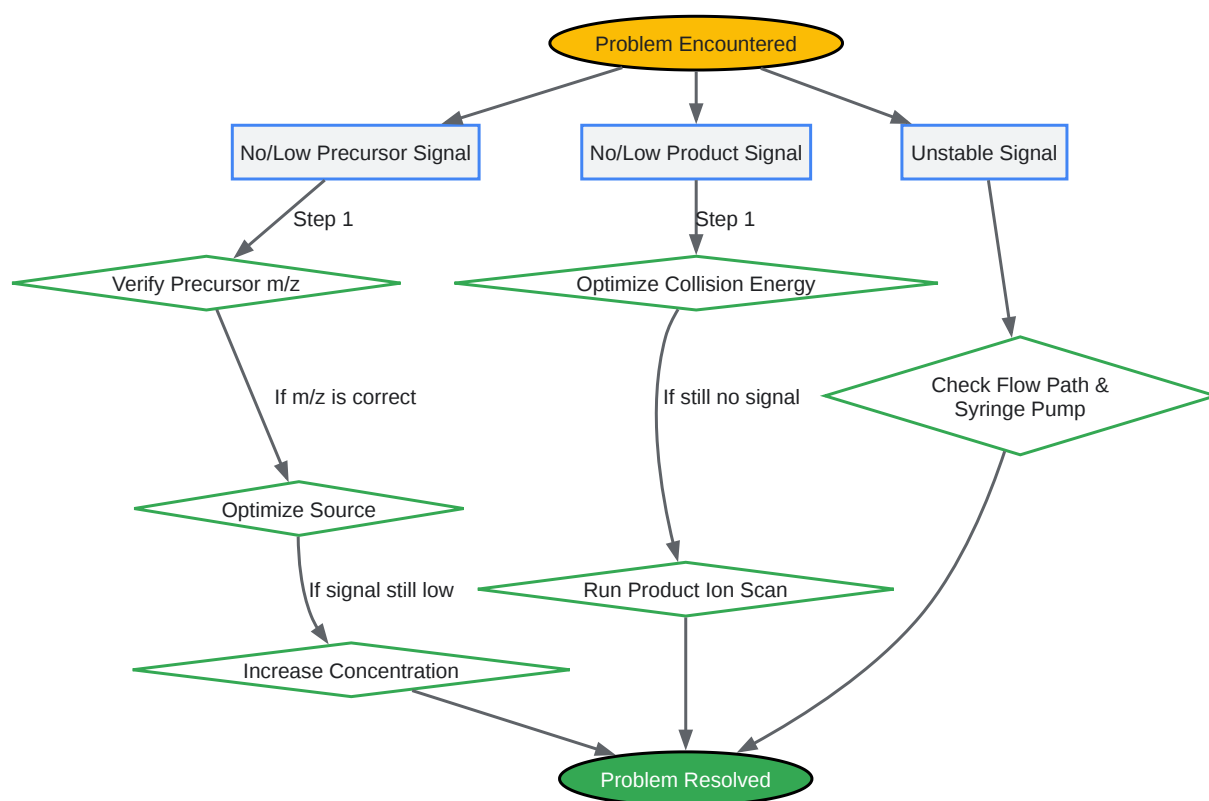 Problem Encountered
No/Low Precursor Signal
No/Low Product Signal
Unstable Signal
Step 1
Step 1
Verify Precursor m/z
Optimize Collision Energy
Check Flow Path &
Syringe Pump
If m/z is correct
If still no signal
Optimize Source
If signal still low
Run Product Ion Scan
Increase Concentration
Problem Resolved